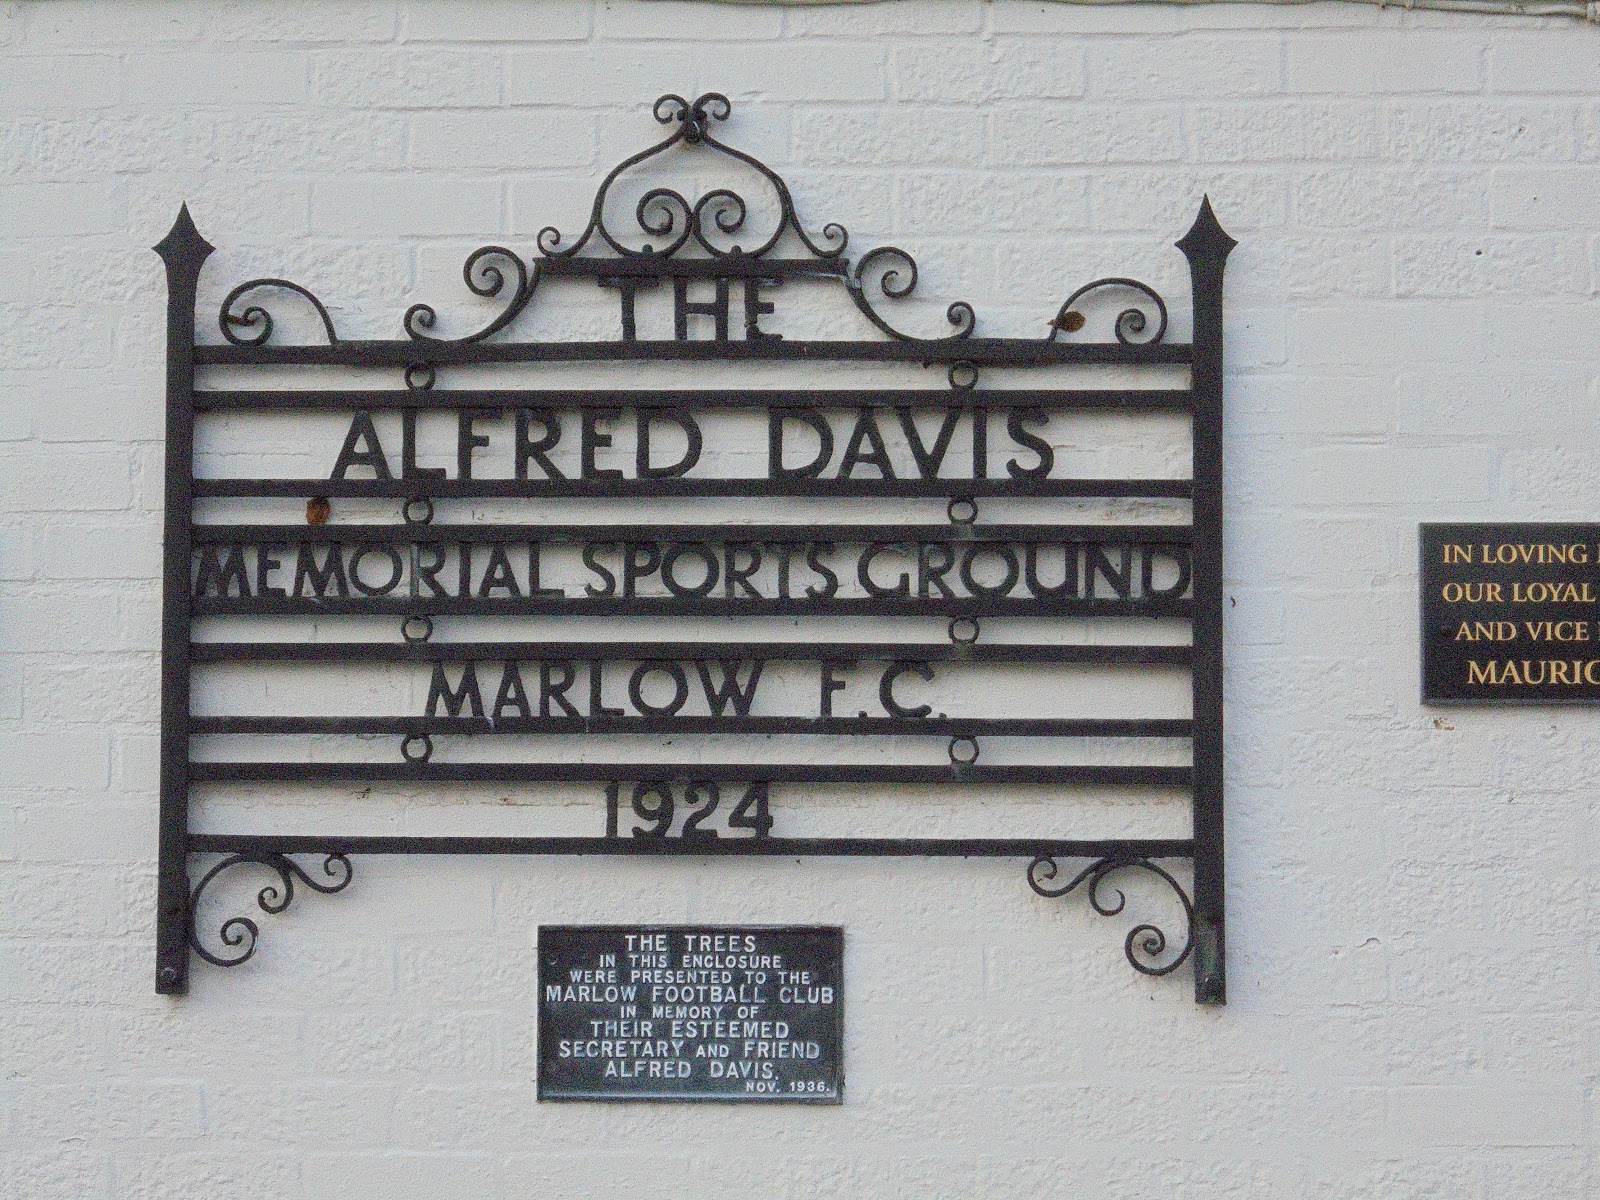 THE
ALFRED DAVIS
MEMORIAL SPORTS GROUND
MARLOW F.C.
1924
THE TREES
IN THIS ENCLOSURE
WERE PRESENTED TO THE
MARLOW FOOTBALL CLUB
IN MEMORY OF
THEIR ESTEEMED
SECRETARY AND FRIEND
ALFRED DAVIS.
NOV. 1936.
IN LOVING
OUR LOYAL
AND VICE